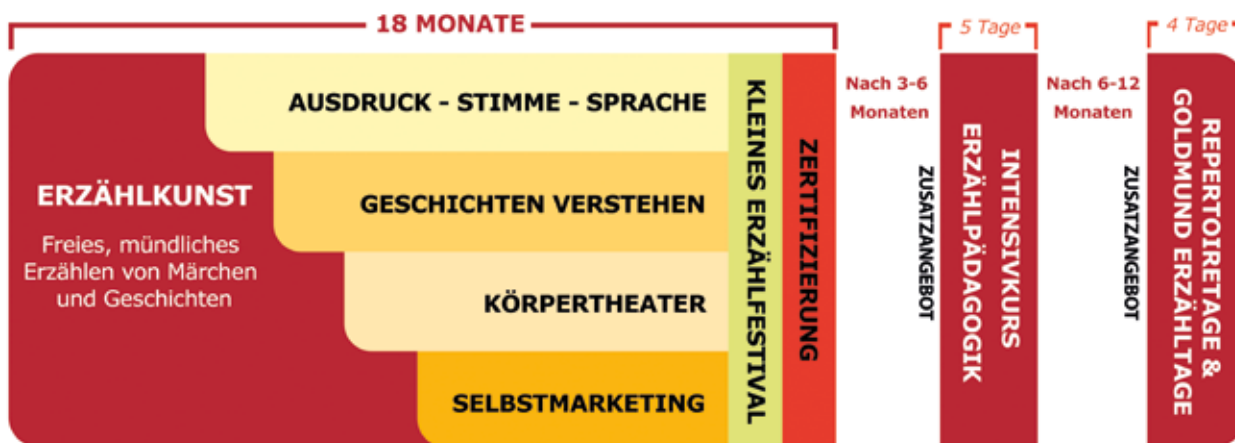 18 MONATE
ERZÄHLKUNST
Freies, mündliches
Erzählen von Märchen
und Geschichten
AUSDRUCK - STIMME - SPRACHE
GESCHICHTEN VERSTEHEN
KÖRPERTHEATER
SELBSTMARKETING
KLEINES ERZÄHLFESTIVAL
ZERTIFIZIERUNG
Nach 3-6
Monaten
ZUSATZANGEBOT
5 Tage
INTENSIVKURS
ERZÄHLPÄDAGOGIK
Nach 6-12
Monaten
ZUSATZANGEBOT
4 Tage
REPERTOIRETAGE &
GOLDMUND ERZÄHLTAGE